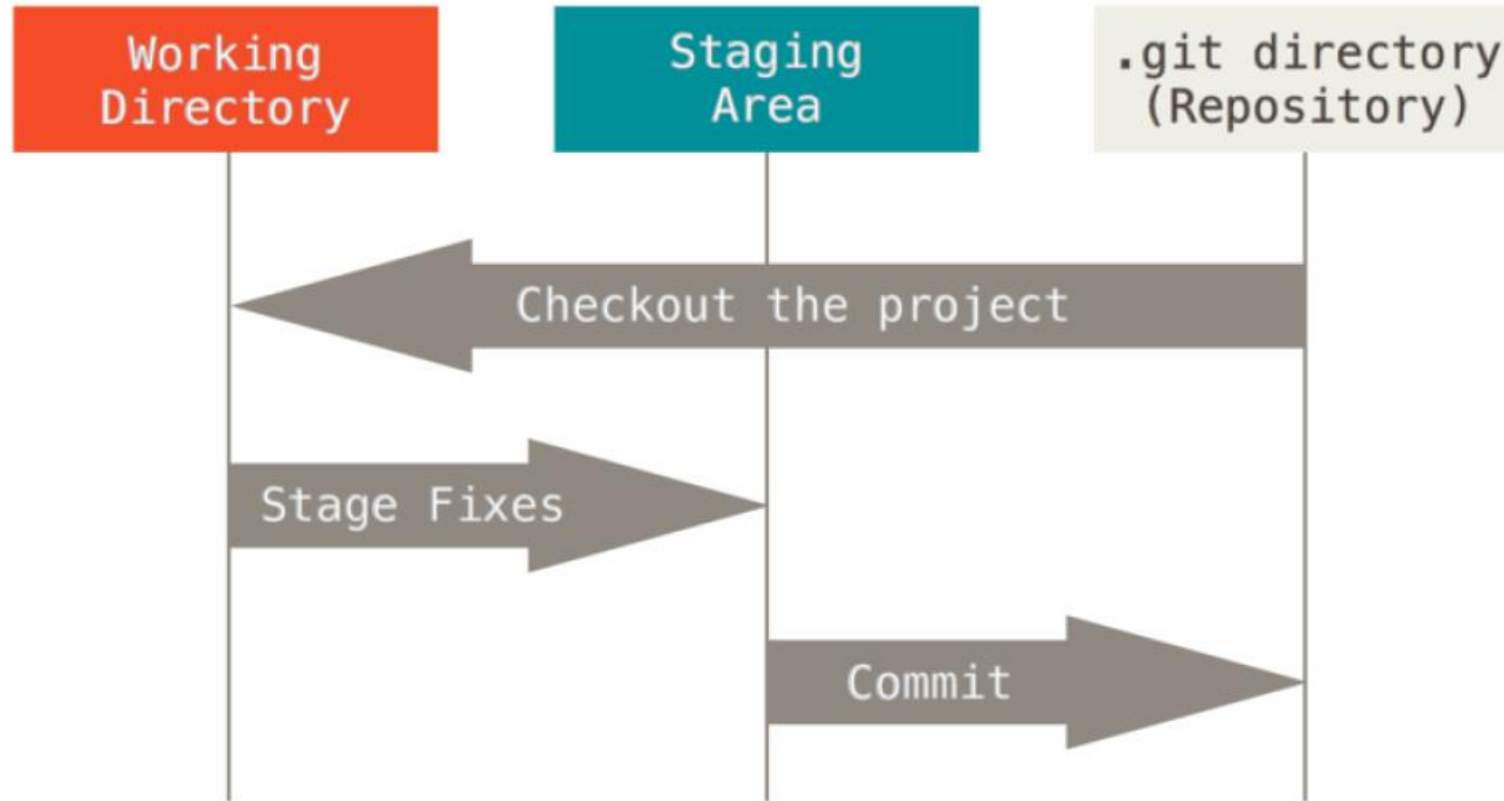 Working
Directory
Staging
Area
.git directory
(Repository)
Checkout the project
Stage Fixes
Commit